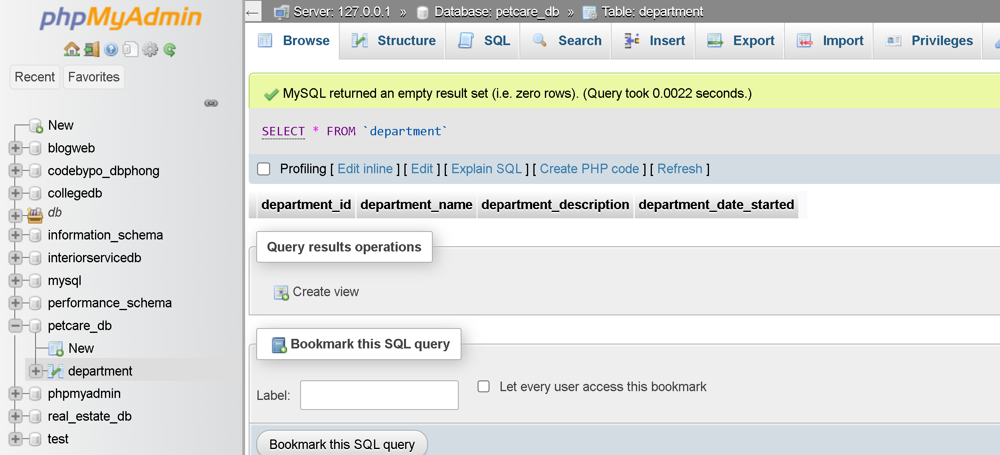 phpMyAdmin
Recent Favorites
New
blogweb
codebypo_dbphong
collegedb
db
information_schema
interiorservicedb
mysql
performance_schema
petcare_db
New
department
phpmyadmin
real_estate_db
test
← Server: 127.0.0.1 » Database: petcare_db » Table: department
Browse Structure SQL Search Insert Export Import Privileges
MySQL returned an empty result set (i.e. zero rows). (Query took 0.0022 seconds.)
SELECT * FROM `department`
Profiling [ Edit inline ] [ Edit ] [ Explain SQL ] [ Create PHP code ] [ Refresh ]
department_id department_name department_description department_date_started
Query results operations
Create view
Bookmark this SQL query
Label: Let every user access this bookmark
Bookmark this SQL query